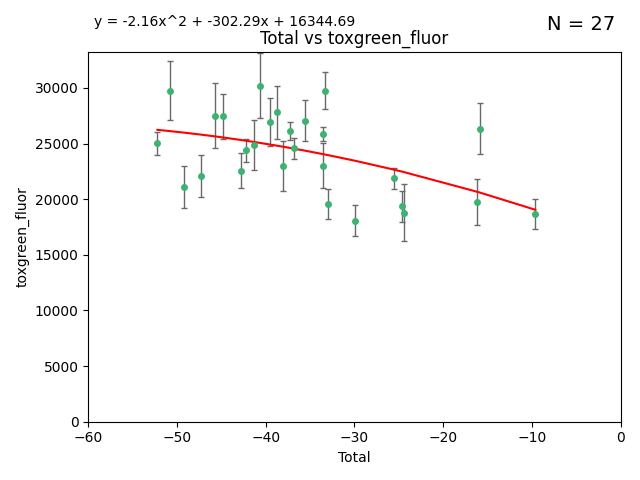 y = -2.16x^2 + -302.29x + 16344.69
N = 27
Total vs toxgreen_fluor
30000
25000
20000
15000
10000
5000
0
toxgreen_fluor
−60
−50
−40
−30
−20
−10
0
Total